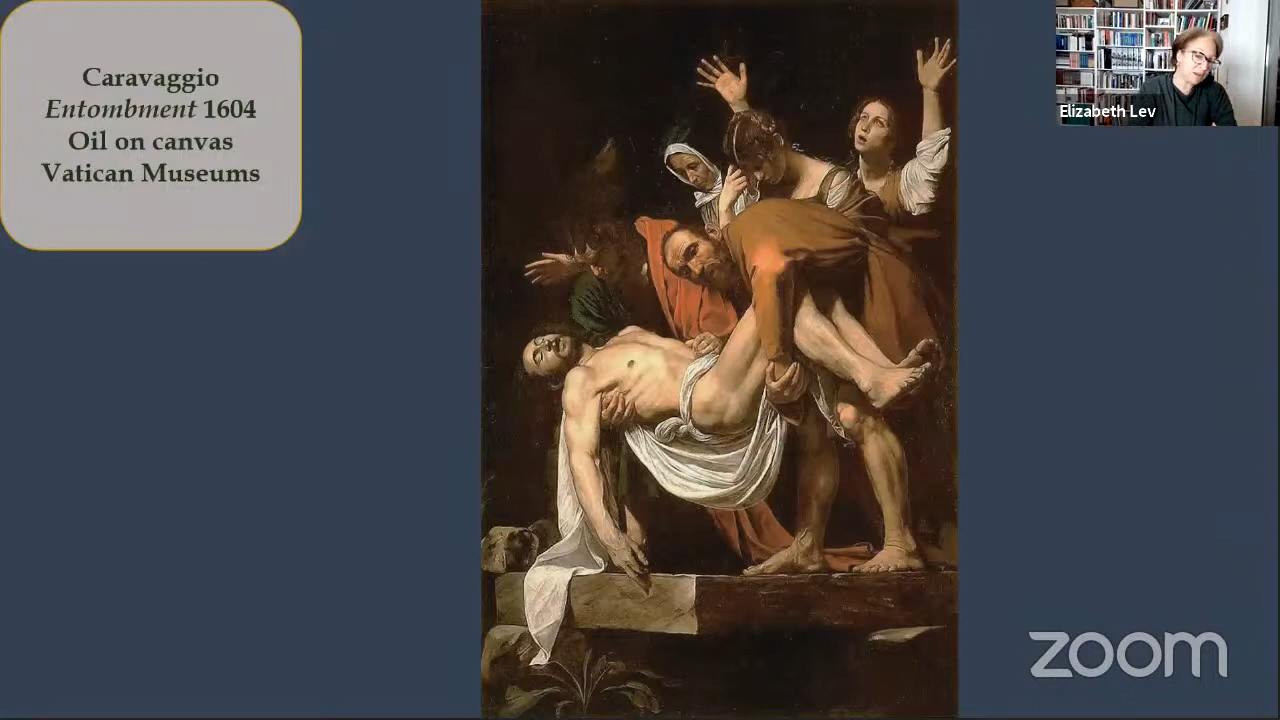 Caravaggio
Entombment 1604
Oil on canvas
Vatican Museums
Elizabeth Lev
zoom